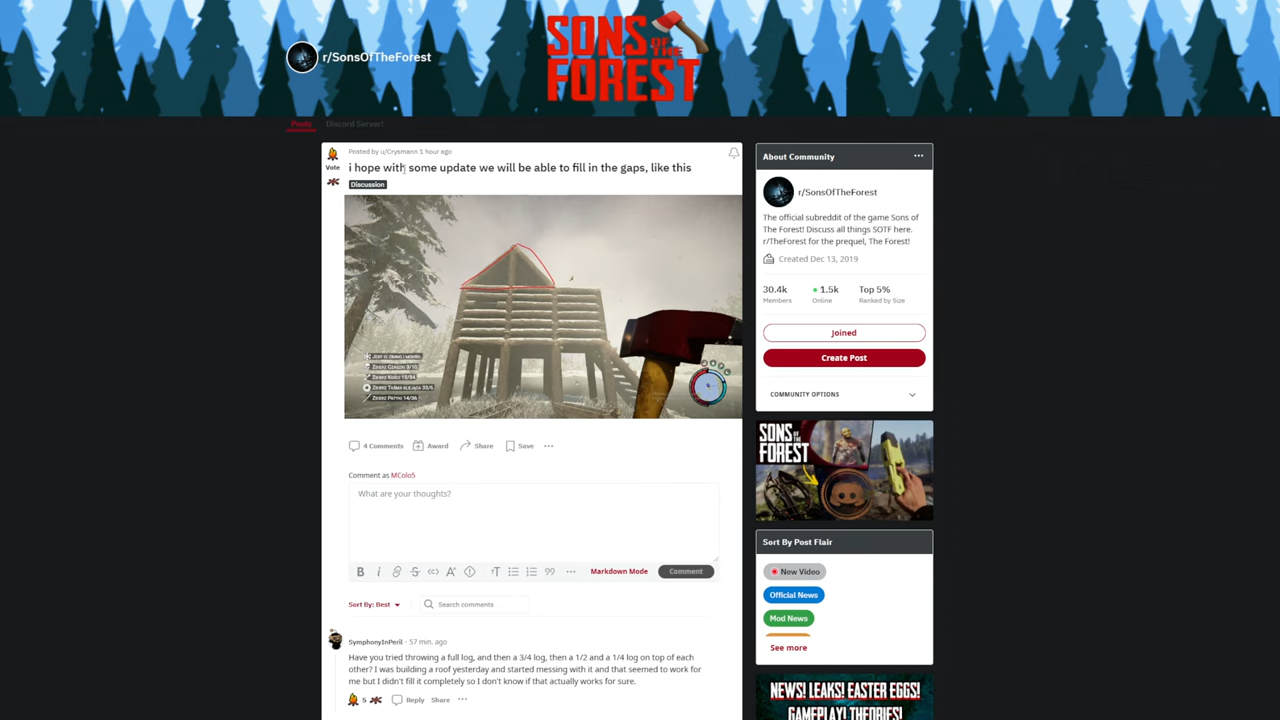 r/SonsOfTheForest
SONS
OF
THE
FOREST
Posts
Discord Server!
Posted by u/Crysmann 1 hour ago
Vote
i hope with some update we will be able to fill in the gaps, like this
Discussion
4 Comments
Award
Share
Save
Comment as MColo5
What are your thoughts?
Markdown Mode
Comment
Sort By: Best
Search comments
SymphonyInPeril · 57 min. ago
Have you tried throwing a full log, and then a 3/4 log, then a 1/2 and a 1/4 log on top of each
other? I was building a roof yesterday and started messing with it and that seemed to work for
me but I didn't fill it completely so I don't know if that actually works for sure.
5
Reply
Share
About Community
r/SonsOfTheForest
The official subreddit of the game Sons of
The Forest! Discuss all things SOTF here.
r/TheForest for the prequel, The Forest!
Created Dec 13, 2019
30.4k
1.5k
Top 5%
Members
Online
Ranked by Size
Joined
Create Post
COMMUNITY OPTIONS
SONS
OF THE
FOREST
Sort By Post Flair
New Video
Official News
Mod News
See more
NEWS! LEAKS! EASTER EGGS!
GAMEPLAY! THEORIES!